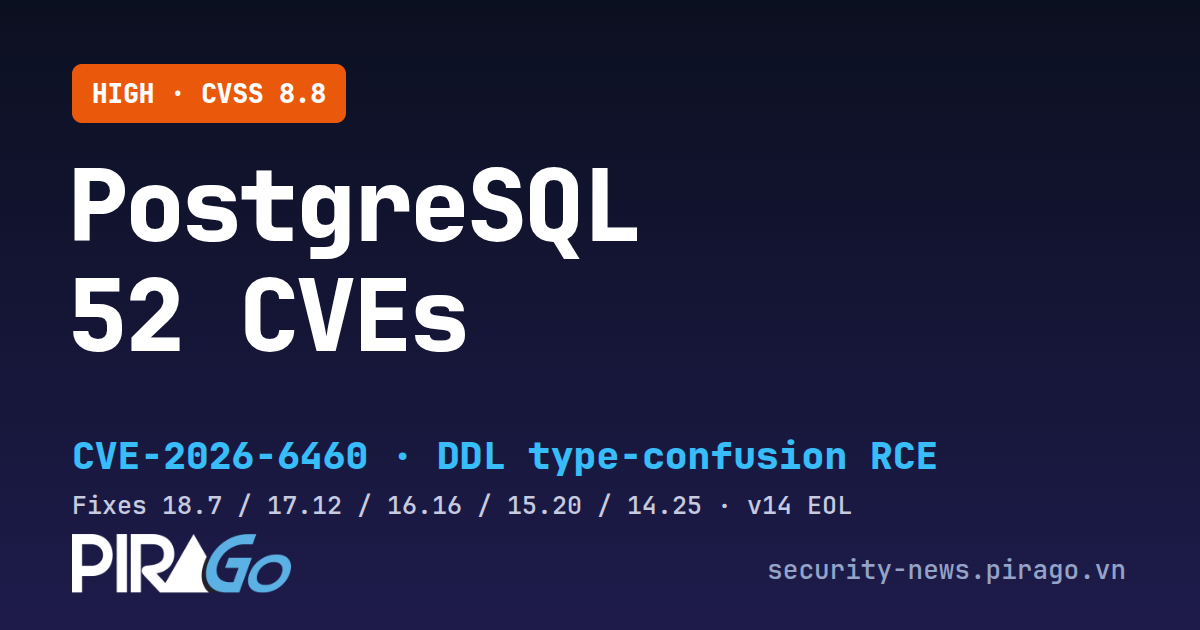 HIGH · CVSS 8.8
PostgreSQL
52 CVEs
CVE-2026-6460 · DDL type-confusion RCE
Fixes 18.7 / 17.12 / 16.16 / 15.20 / 14.25 · v14 EOL
PIRAGo
security-news.pirago.vn